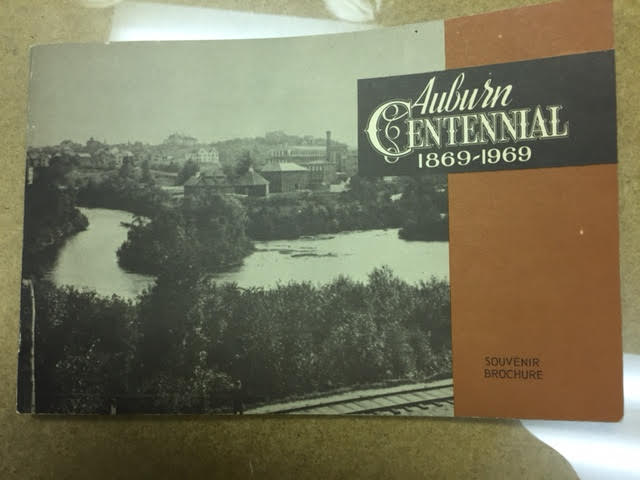 Auburn
CENTENNIAL
1869-1969
SOUVENIR
BROCHURE